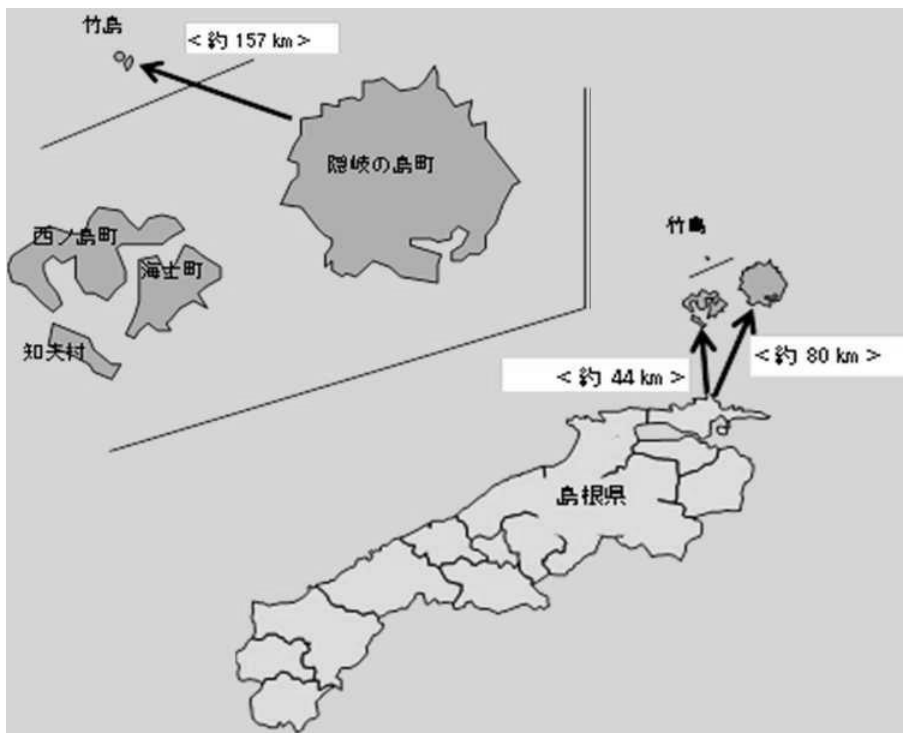 竹島
< 約 157 km >
隠岐の島町
西ノ島町
海士町
知夫村
竹島
< 約 80 km >
< 約 44 km >
島根県